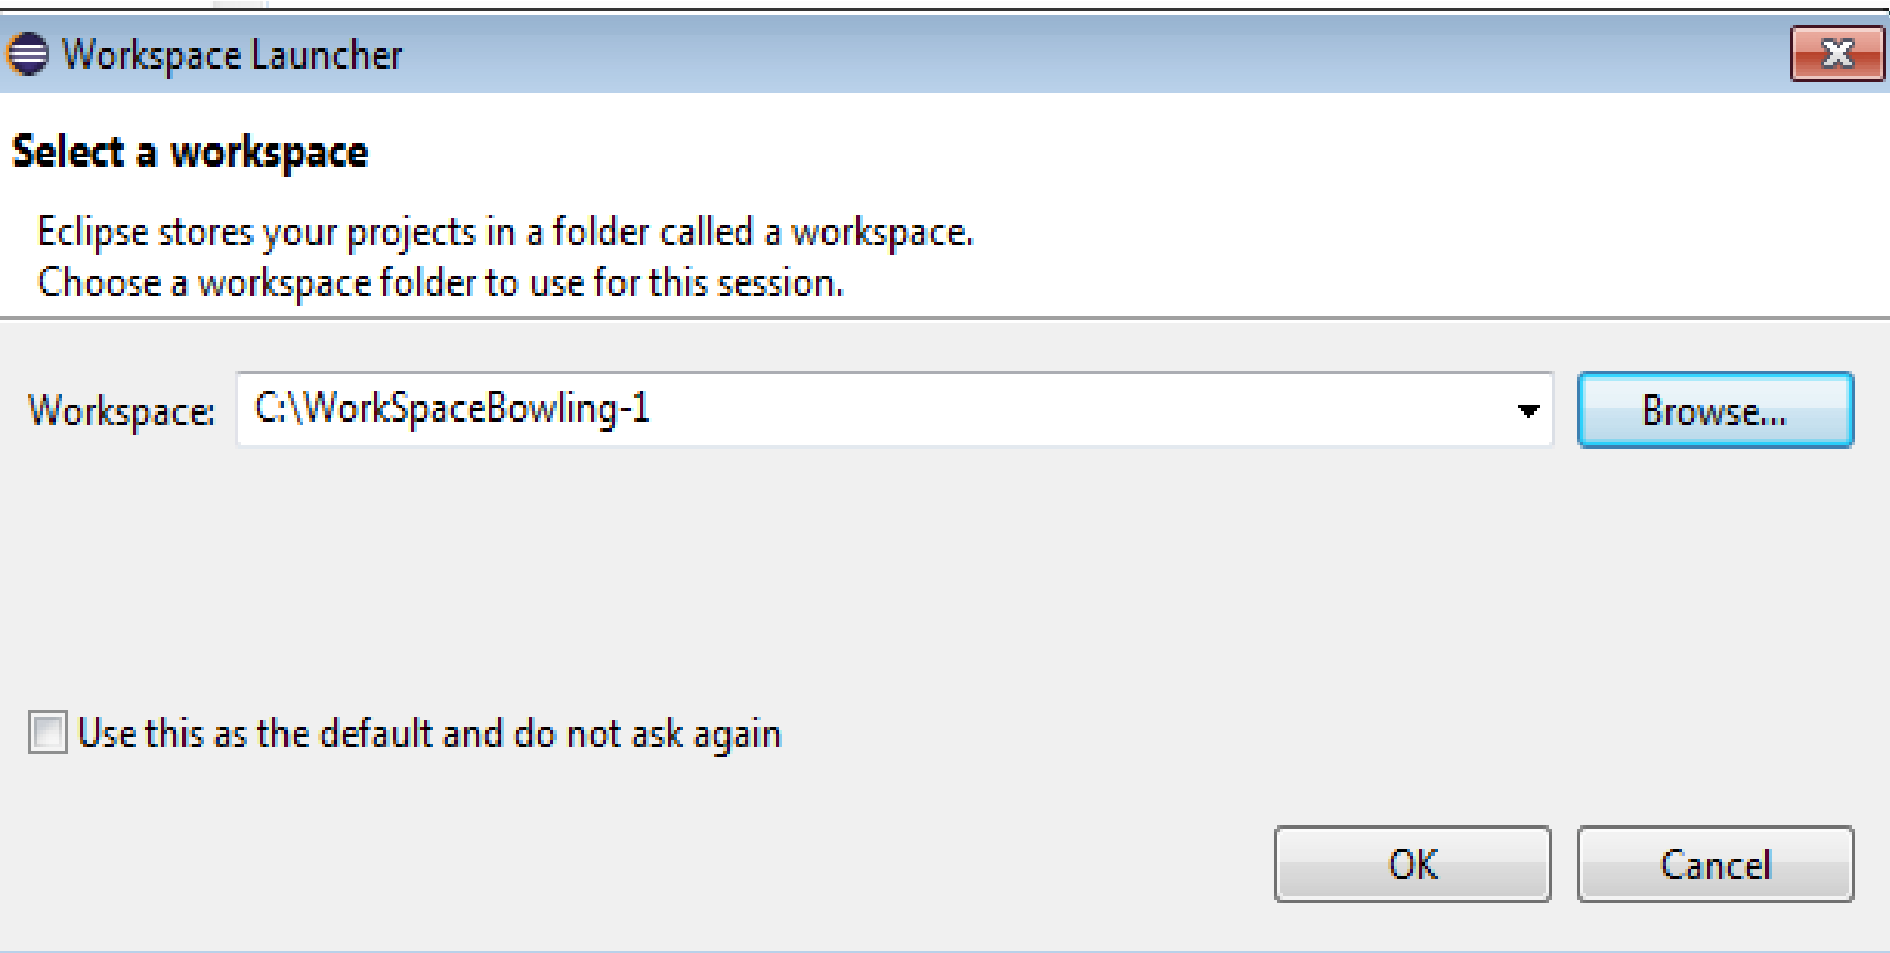 Workspace Launcher
Select a workspace
Eclipse stores your projects in a folder called a workspace.
Choose a workspace folder to use for this session.
Workspace: C:\WorkSpaceBowling-1 Browse...
Use this as the default and do not ask again
OK Cancel